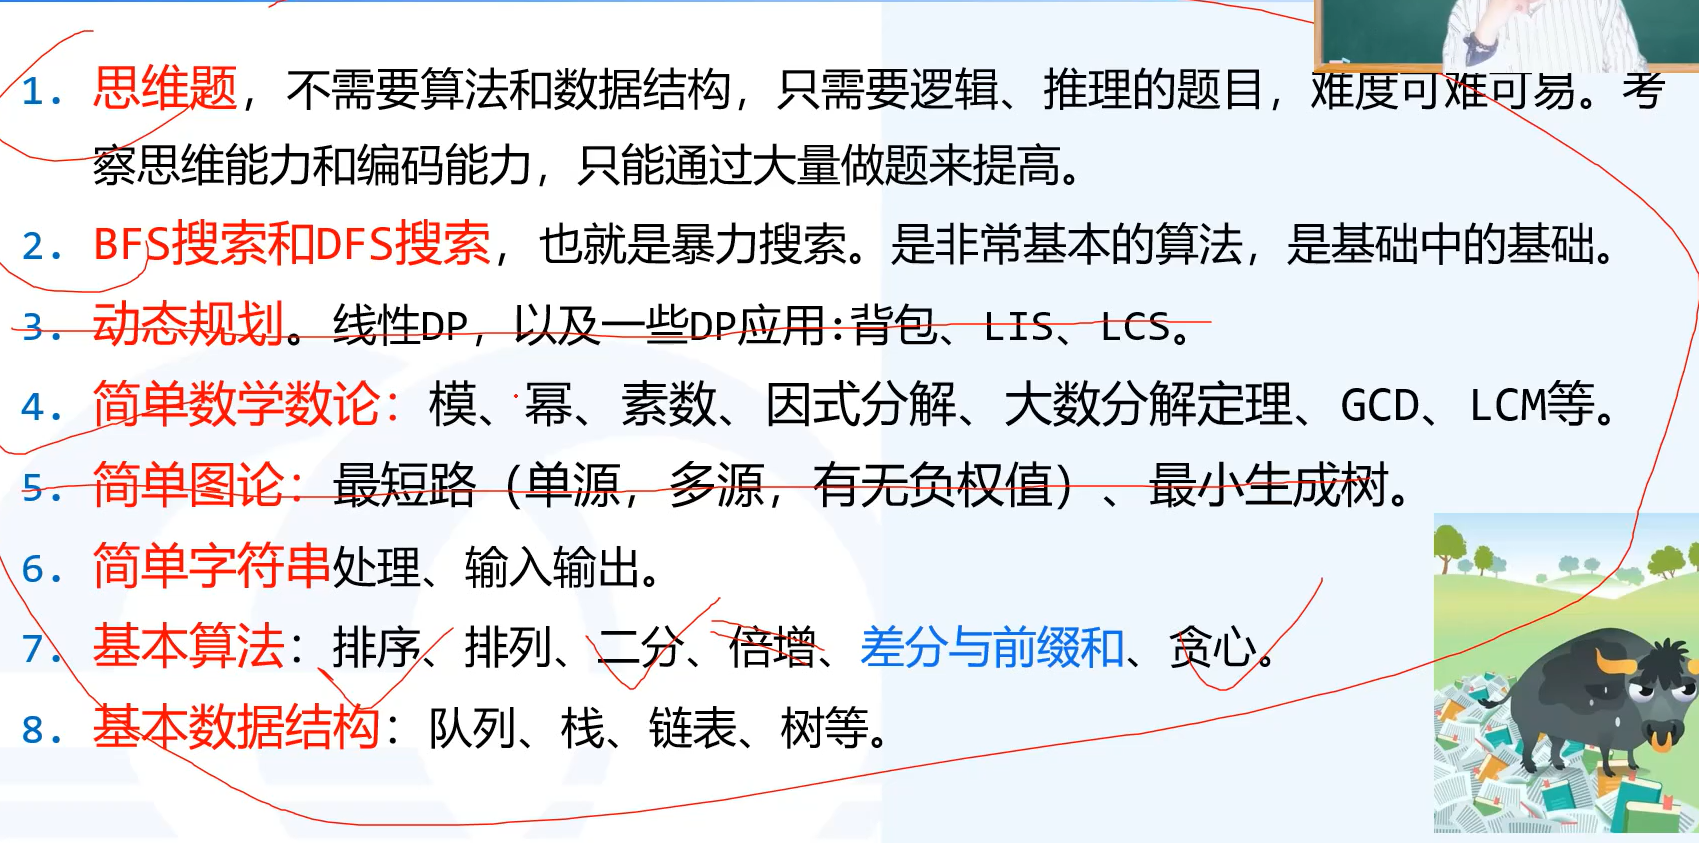 1. 思维题，不需要算法和数据结构，只需要逻辑、推理的题目，难度可难可易。考
察思维能力和编码能力，只能通过大量做题来提高。
2. BFS搜索和DFS搜索，也就是暴力搜索。是非常基本的算法，是基础中的基础。
3. 动态规划。线性DP，以及一些DP应用:背包、LIS、LCS。
4. 简单数学数论：模、幂、素数、因式分解、大数分解定理、GCD、LCM等。
5. 简单图论：最短路（单源，多源，有无负权值）、最小生成树。
6. 简单字符串处理、输入输出。
7. 基本算法：排序、排列、二分、倍增、差分与前缀和、贪心。
8. 基本数据结构：队列、栈、链表、树等。